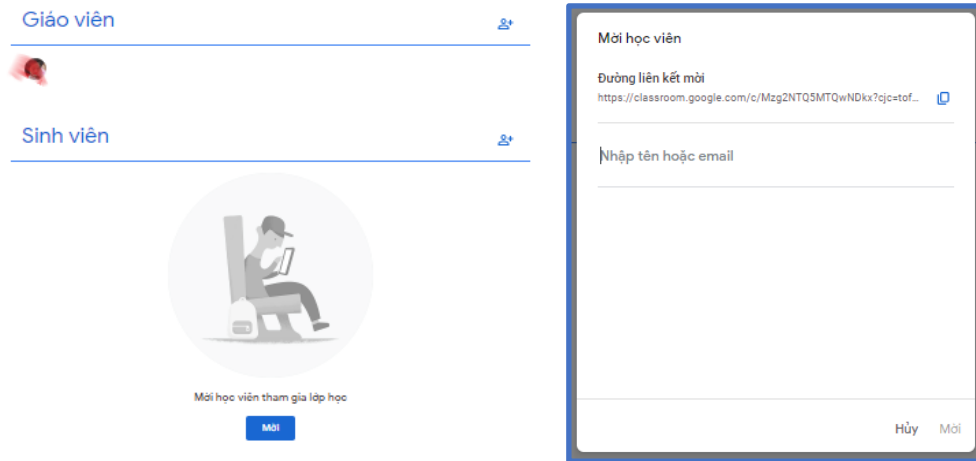 Giáo viên
Sinh viên
Mời học viên tham gia lớp học
Mời
Mời học viên
Đường liên kết mời
https://classroom.google.com/c/Mzg2NTQ5MTQwNDkx?cjc=tof...
Nhập tên hoặc email
Hủy Mời